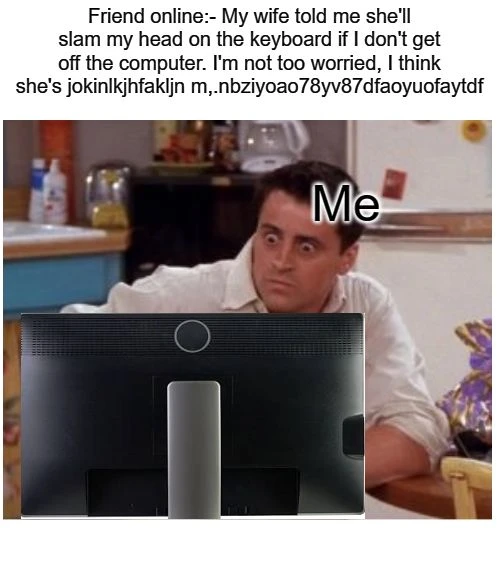 Friend online:- My wife told me she'll
slam my head on the keyboard if I don't get
off the computer. I'm not too worried, I think
she's jokinlkjhfakljn m,.nbziyoao78yv87dfaoyuofaytdf
Me